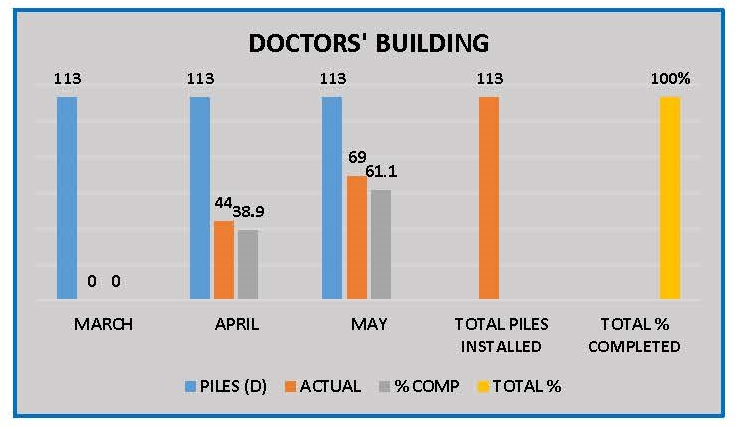 DOCTORS' BUILDING
113 113 113 113 100%
69
61.1
44
38.9
0 0
MARCH APRIL MAY TOTAL PILES TOTAL %
INSTALLED COMPLETED
PILES (D) ACTUAL % COMP TOTAL %